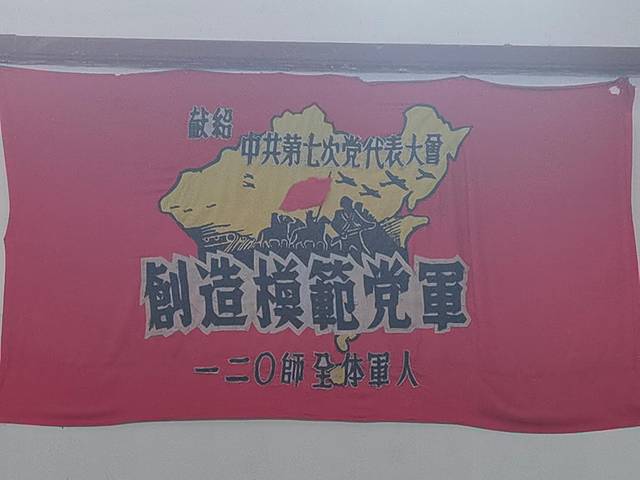 献給
中共第七次党代表大會
創造模範党軍
一二〇師全体軍人